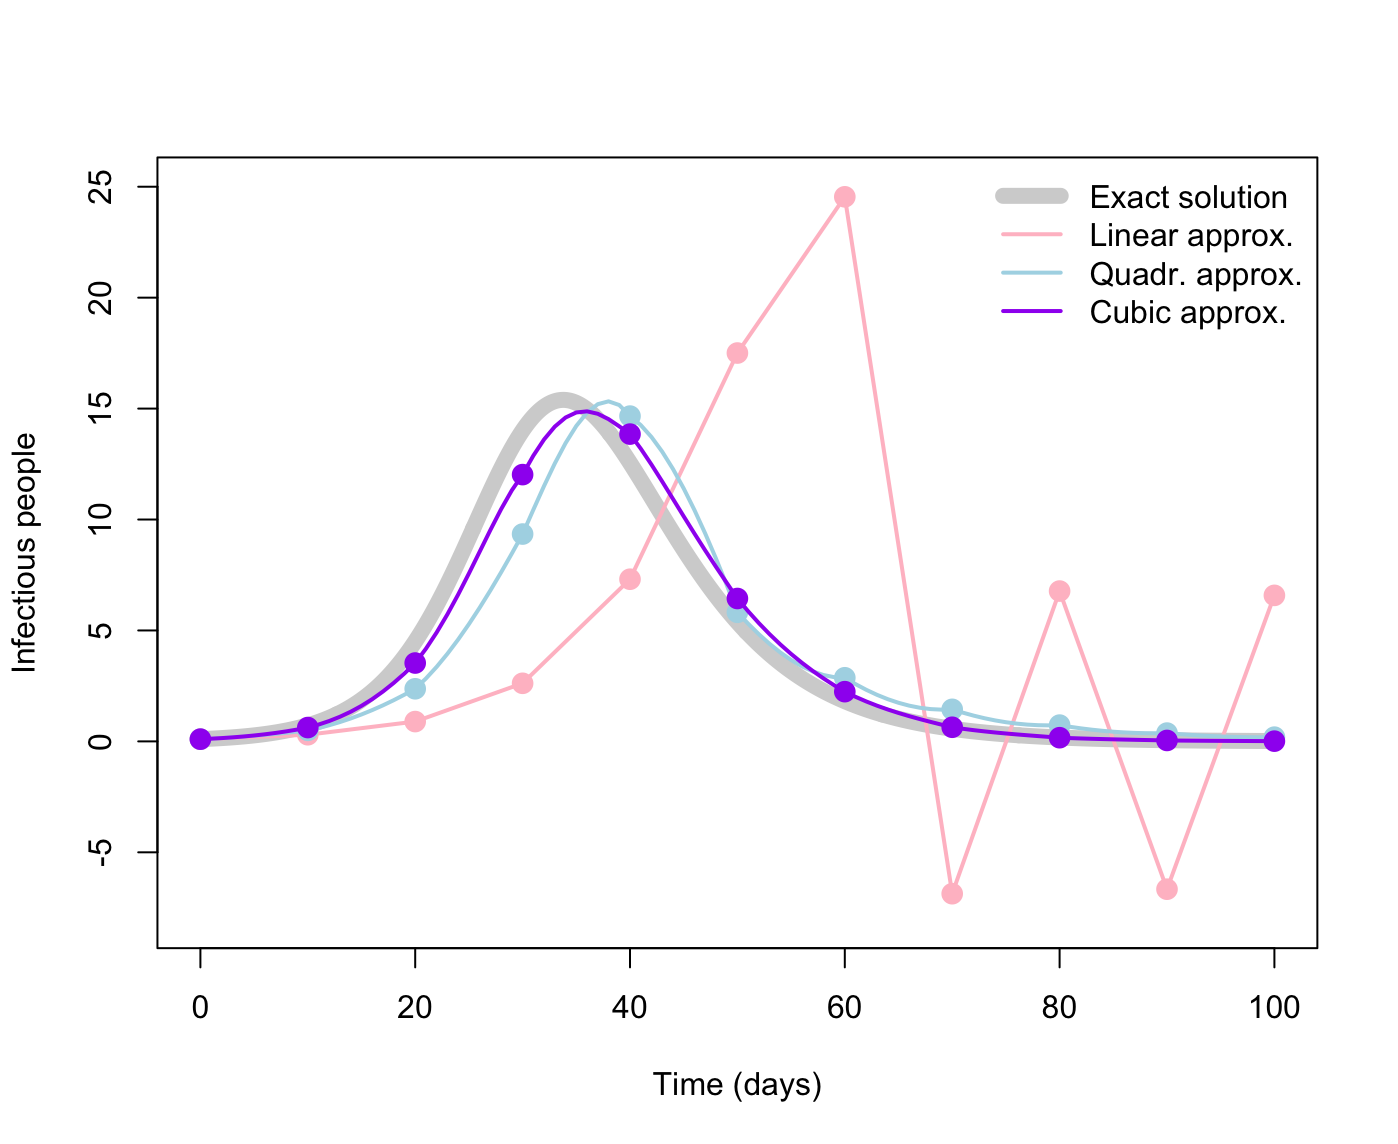 25
20
15
10
5
0
-5
Infectious people
Exact solution
Linear approx.
Quadr. approx.
Cubic approx.
0 20 40 60 80 100
Time (days)